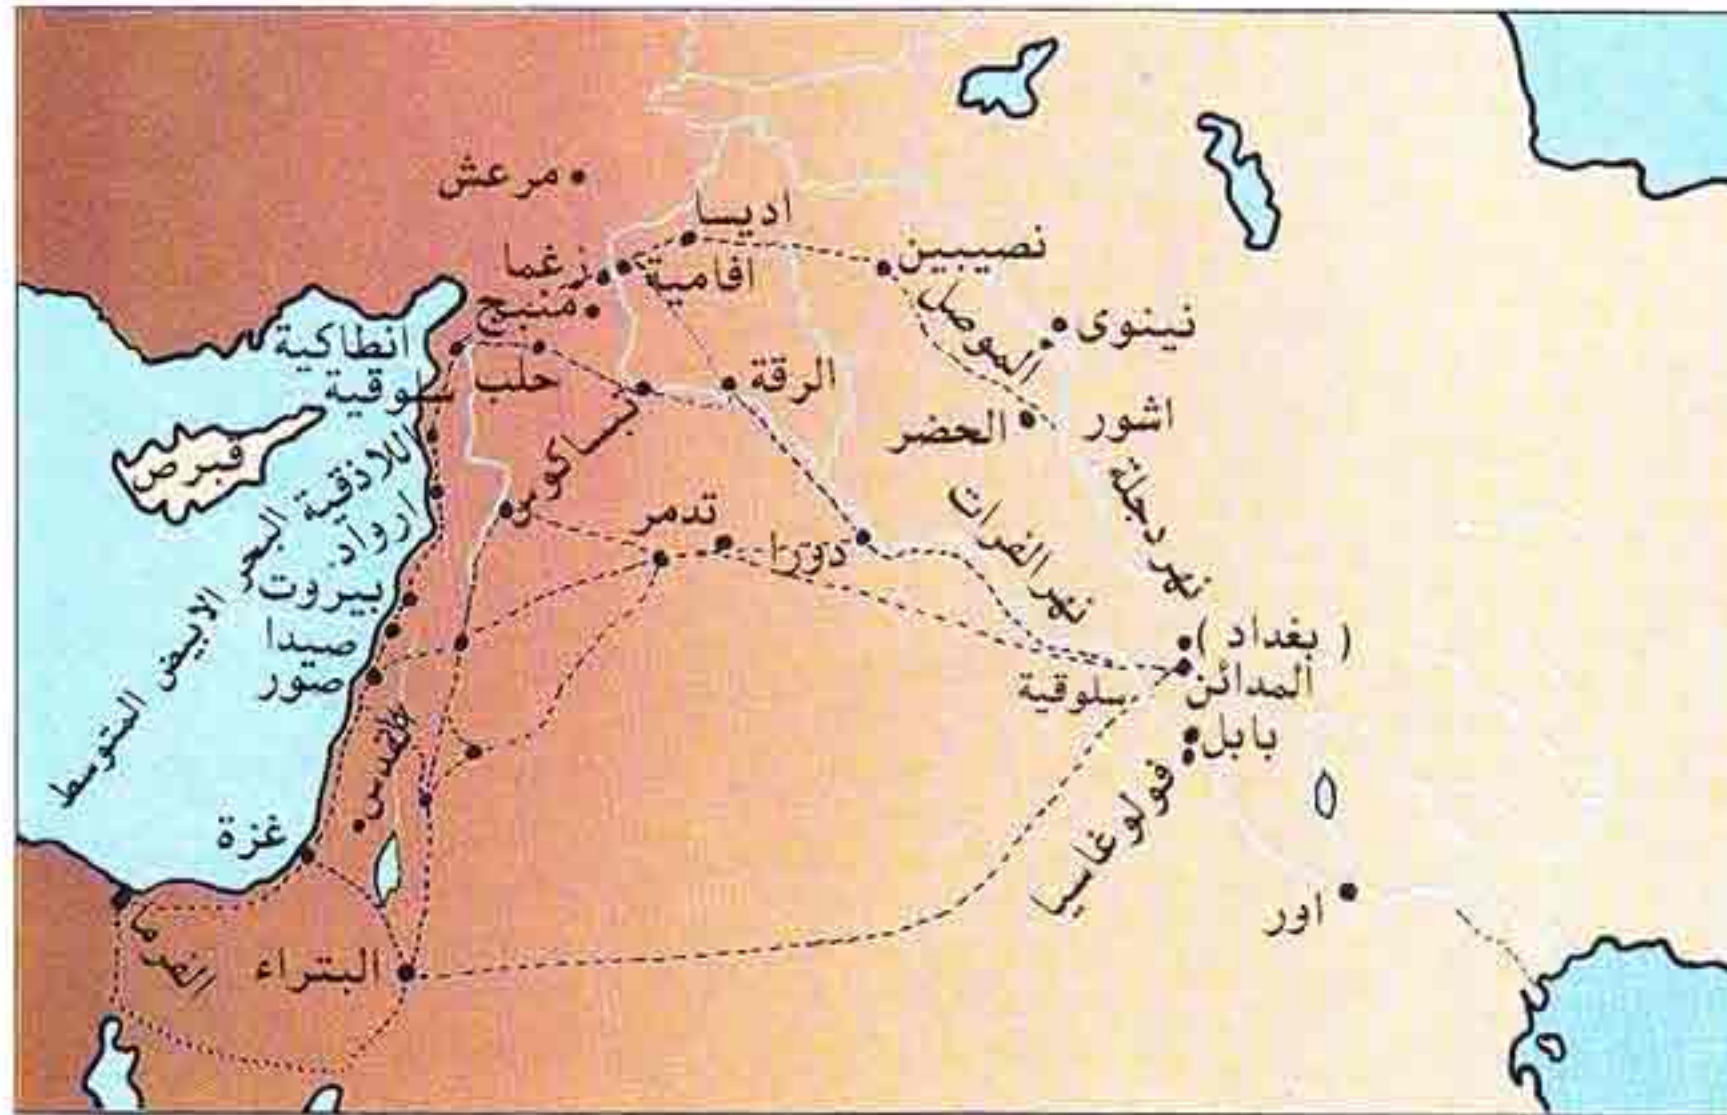 مرعش
اديسا
نصيبين
زغما
افامية
منبج
الموصل
نينوى
انطاكية
سلوقية
حلب
الرقة
الحضر
اشور
قبرص
اللاذقية
ارواد
تبساكوس
تدمر
دورا
نهر الفرات
نهر دجلة
البحر الابيض المتوسط
بيروت
صيدا
صور
(بغداد)
المدائن
سلوقية
بابل
فولوغاسيا
القدس
غزة
اور
البتراء